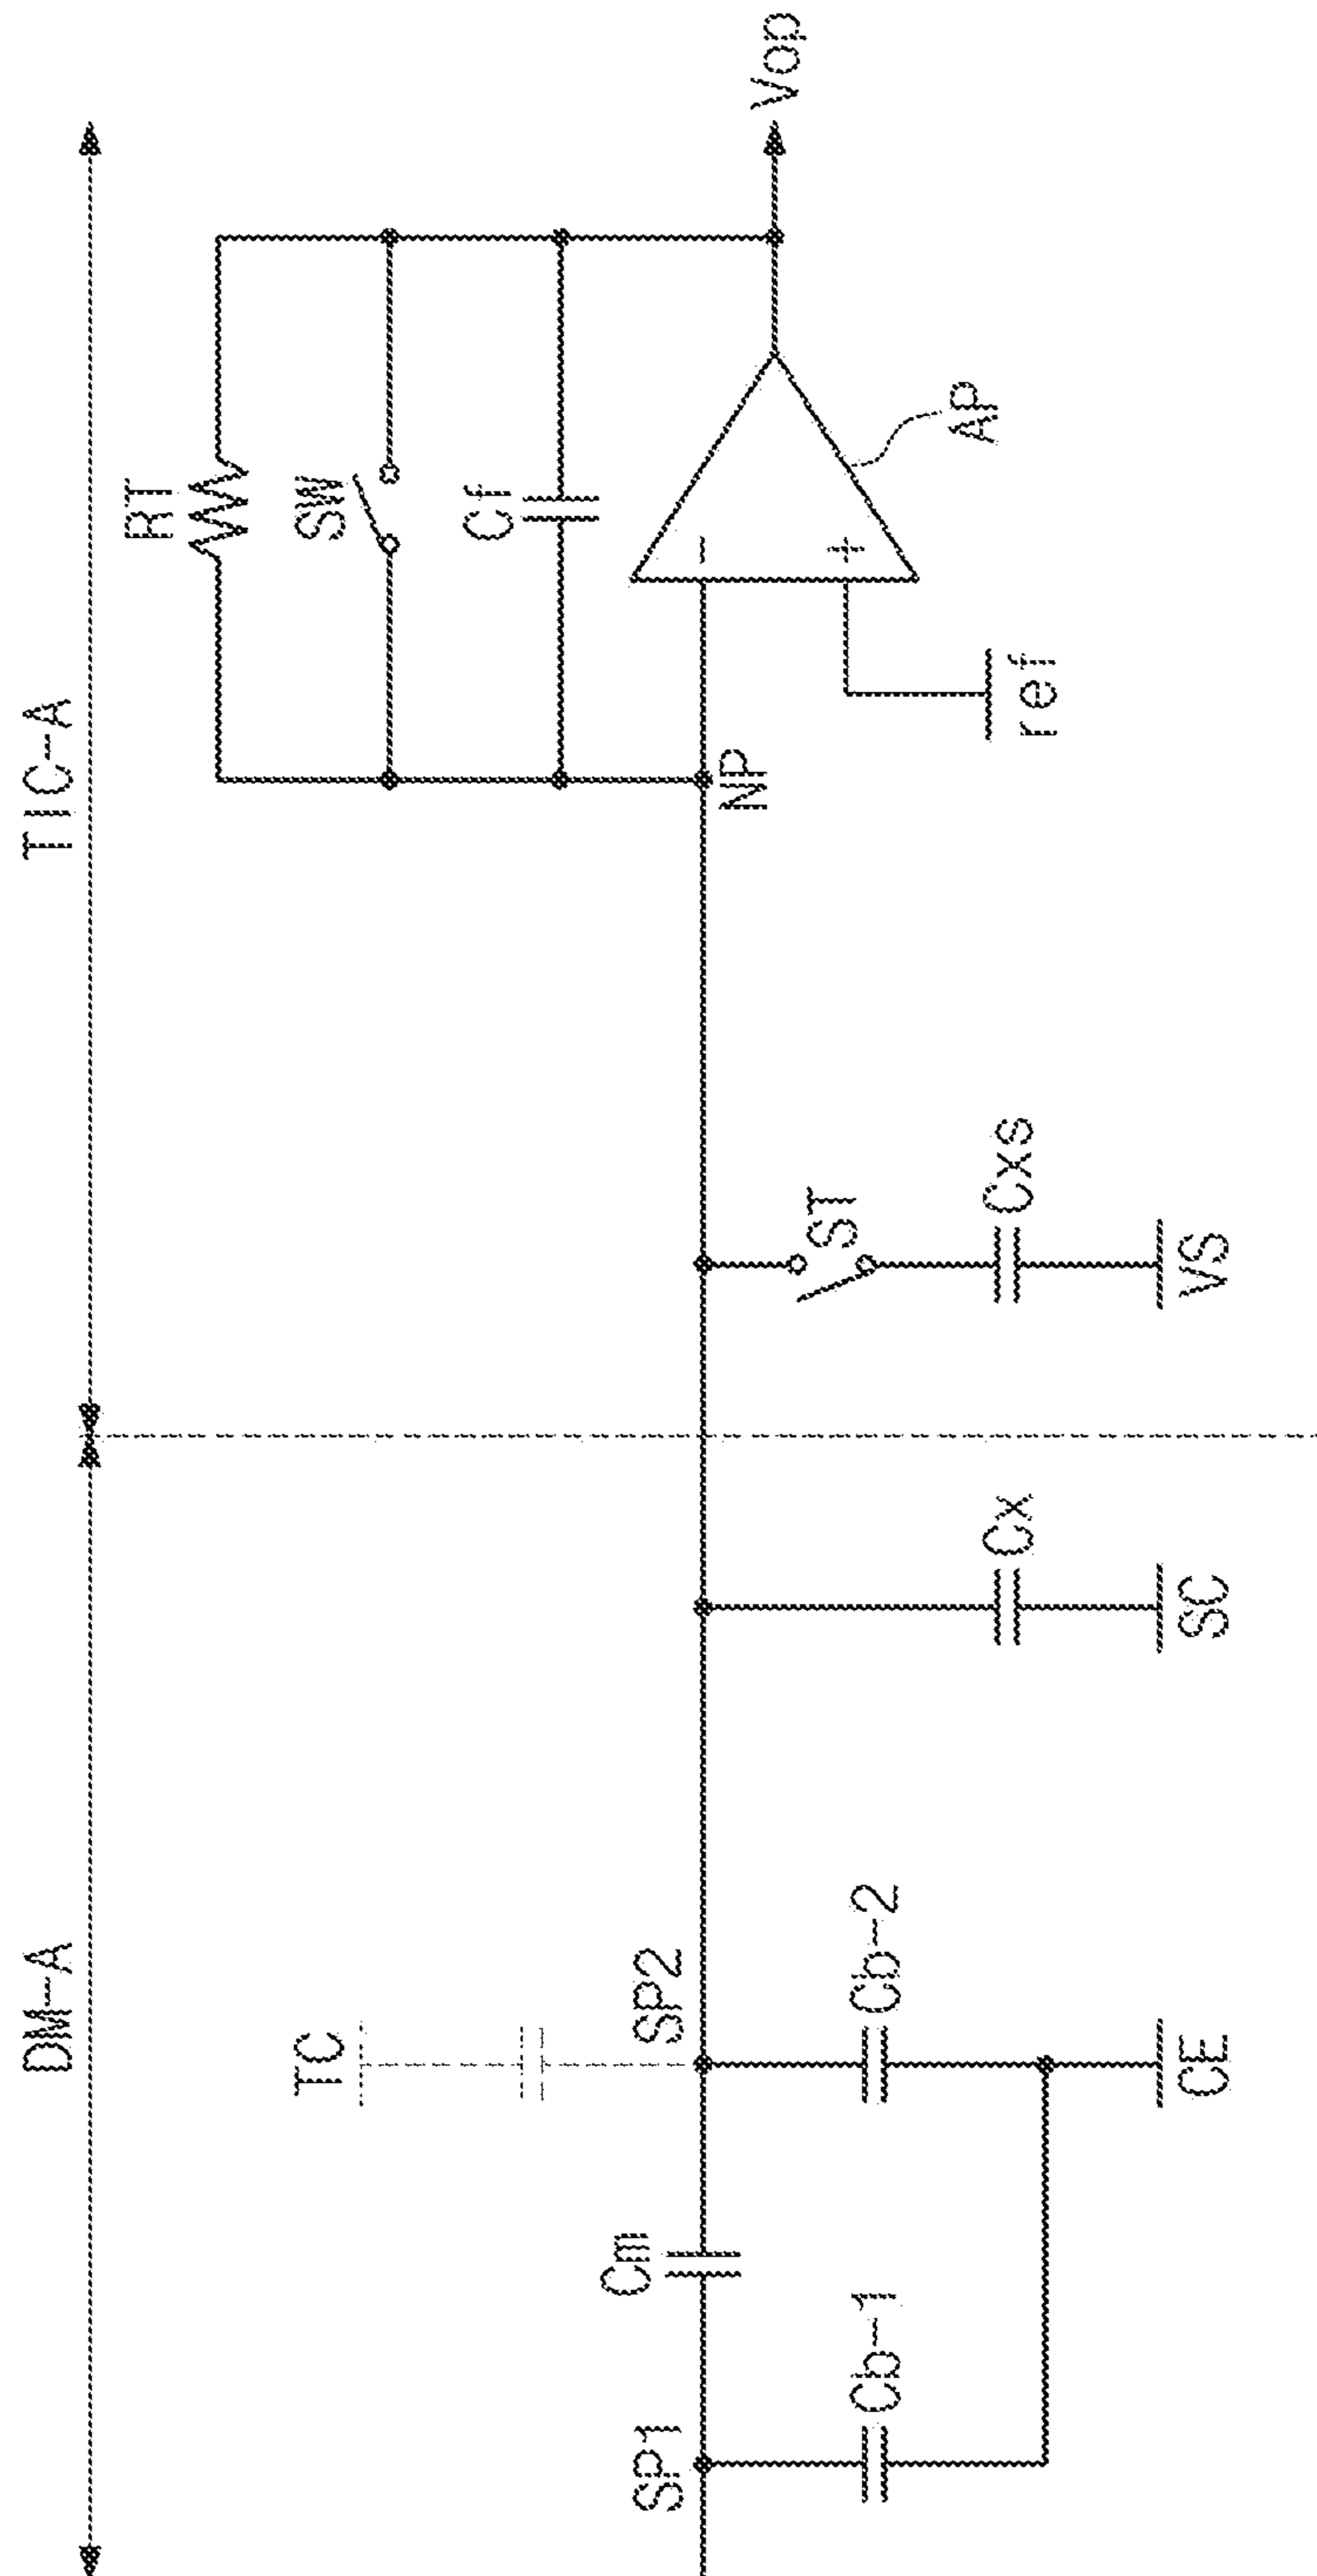 DM-A
TIC-A
TC
RT
SW
Cf
SP1
Cm
SP2
NP
Vop
Cb-1
Cb-2
ST
AP
-
+
Cx
Cxs
ref
CE
SC
VS